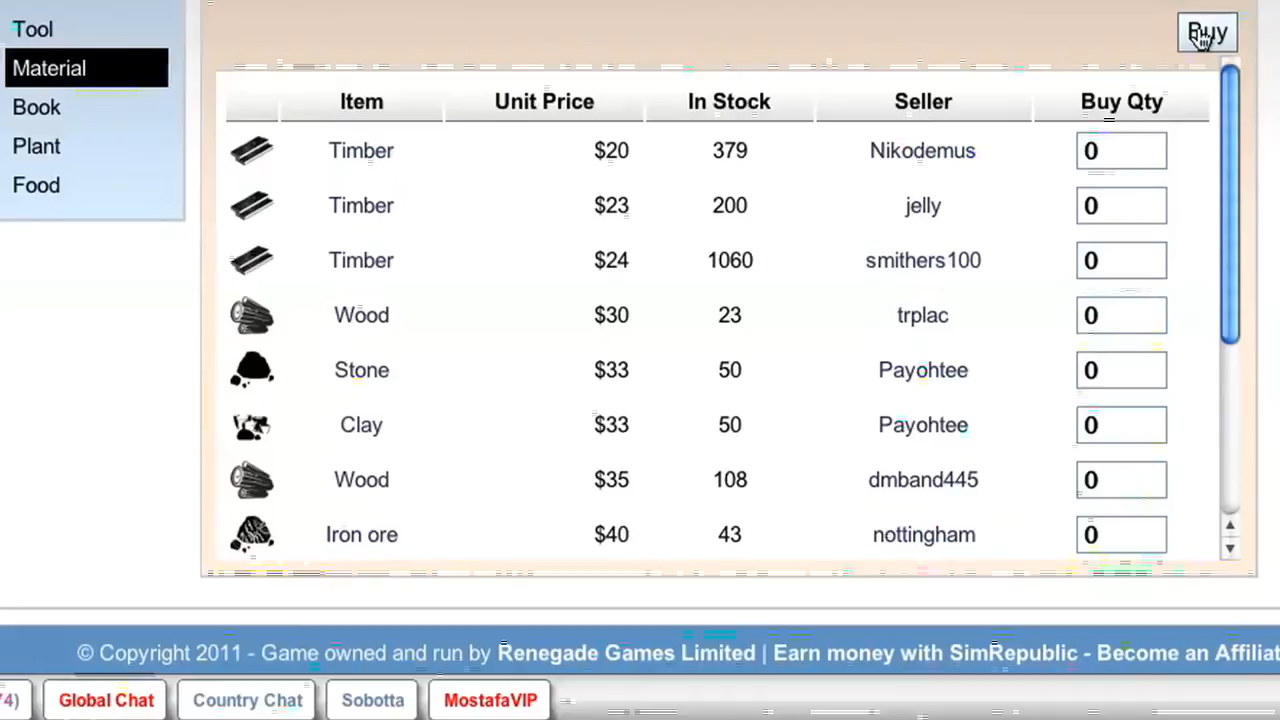 Tool
Material
Book
Plant
Food
Buy
Item Unit Price In Stock Seller Buy Qty
Timber $20 379 Nikodemus 0
Timber $23 200 jelly 0
Timber $24 1060 smithers100 0
Wood $30 23 trplac 0
Stone $33 50 Payohtee 0
Clay $33 50 Payohtee 0
Wood $35 108 dmband445 0
Iron ore $40 43 nottingham 0
© Copyright 2011 - Game owned and run by Renegade Games Limited | Earn money with SimRepublic - Become an Affiliat
74) Global Chat Country Chat Sobotta MostafaVIP